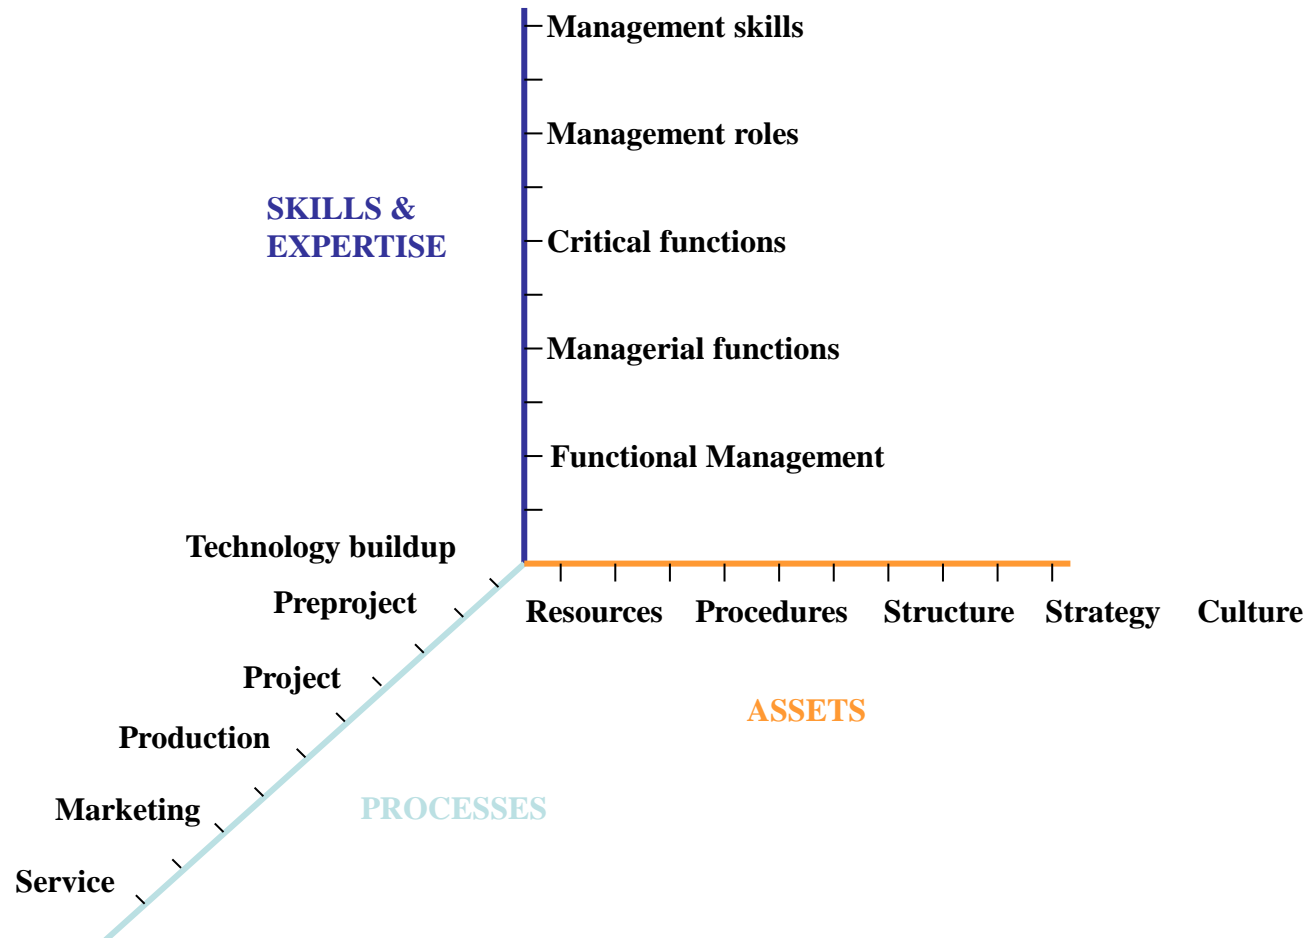 Management skills
Management roles
SKILLS &
EXPERTISE
Critical functions
Managerial functions
Functional Management
Technology buildup
Preproject
Resources Procedures Structure Strategy Culture
Project
ASSETS
Production
Marketing
PROCESSES
Service